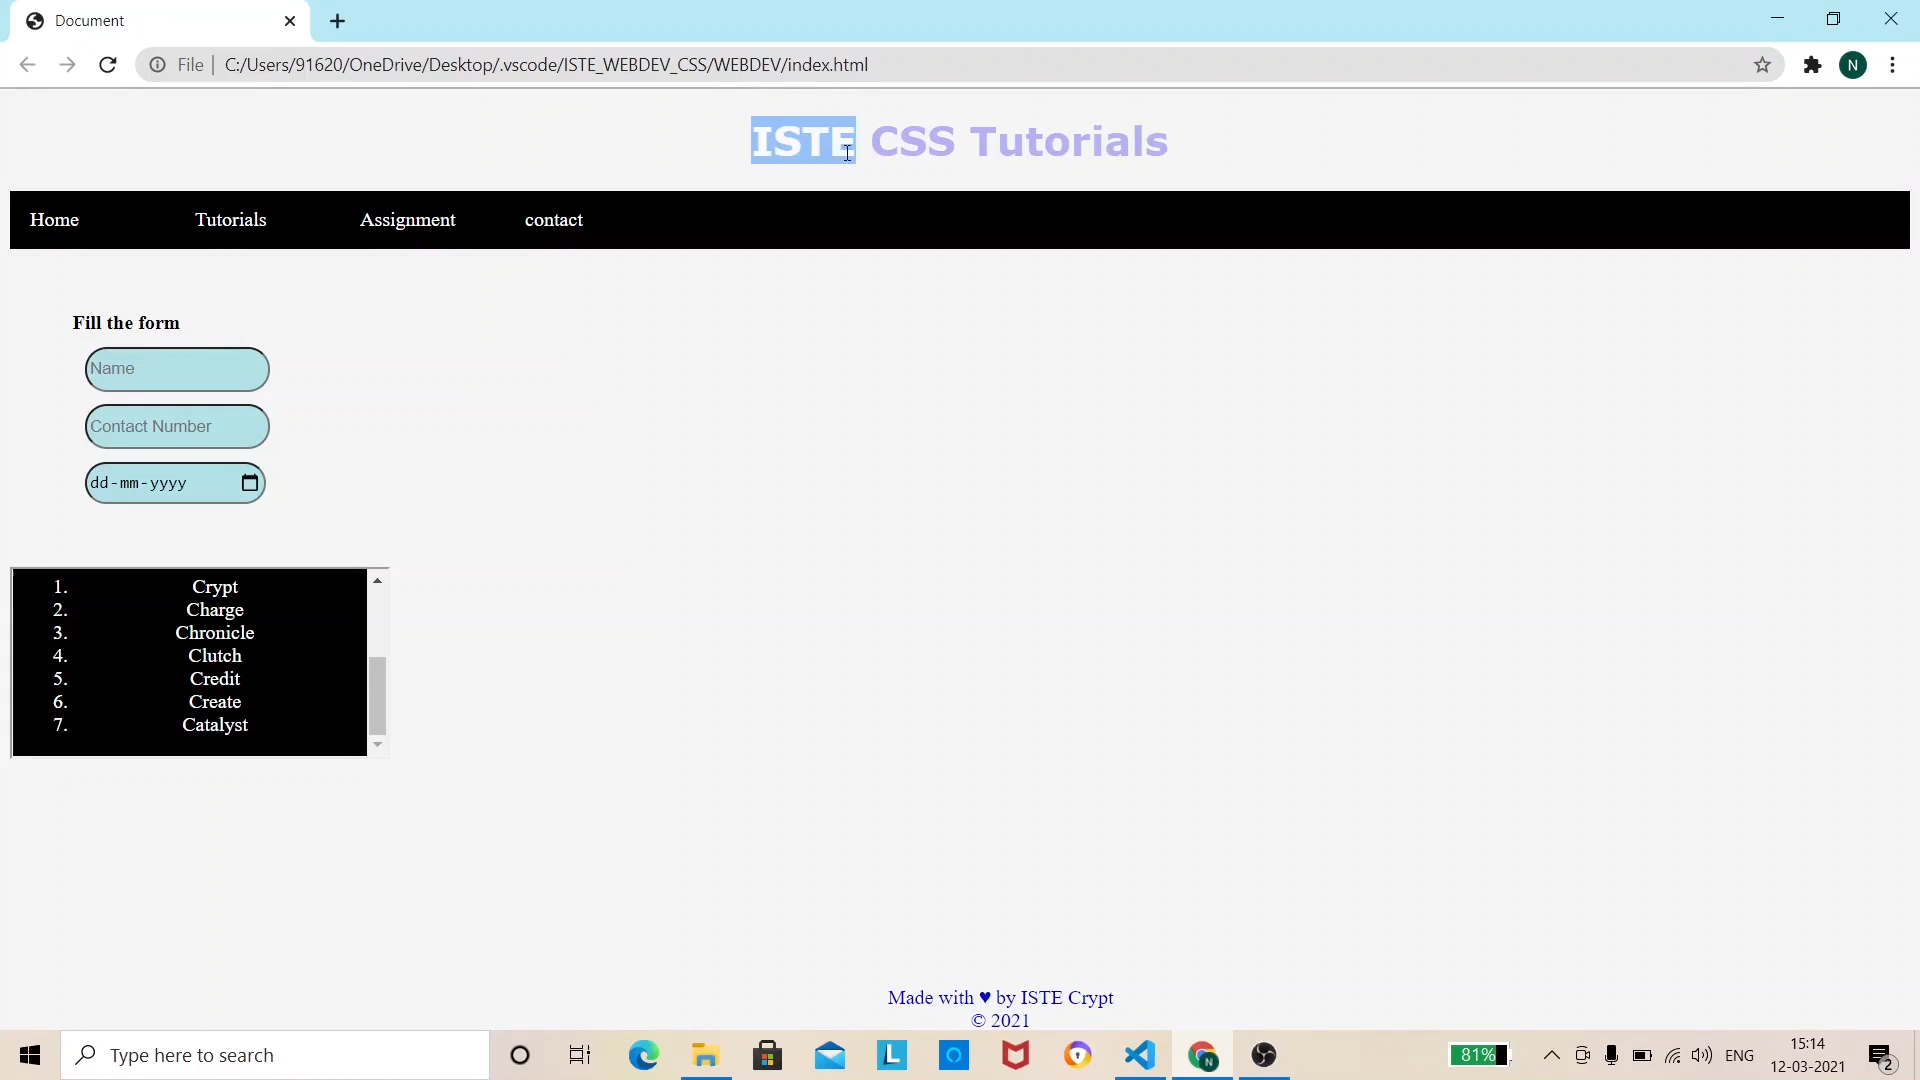 Document
File
C:/Users/91620/OneDrive/Desktop/.vscode/ISTE_WEBDEV_CSS/WEBDEV/index.html
N
ISTE CSS Tutorials
Home Tutorials Assignment contact
Fill the form
Name
Contact Number
dd-mm-yyyy
1. Crypt
2. Charge
3. Chronicle
4. Clutch
5. Credit
6. Create
7. Catalyst
Made with ♥ by ISTE Crypt
© 2021
Type here to search
L
N
81%
ENG
15:14
12-03-2021
2